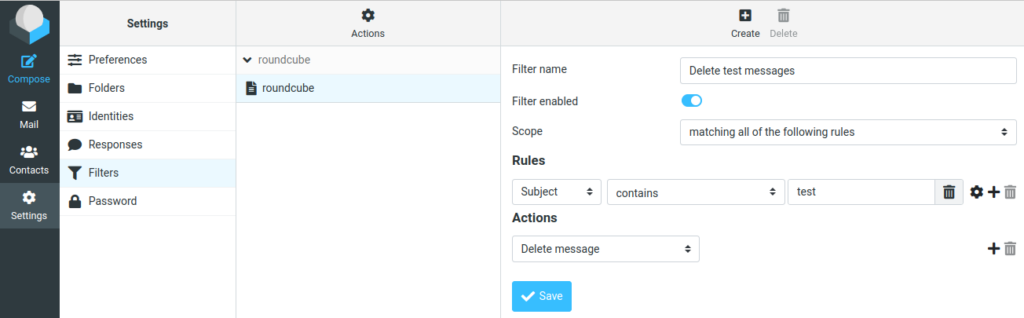 Compose
Mail
Contacts
Settings
Settings
Preferences
Folders
Identities
Responses
Filters
Password
Actions
roundcube
roundcube
Create Delete
Filter name Delete test messages
Filter enabled
Scope matching all of the following rules
Rules
Subject contains test
Actions
Delete message
Save